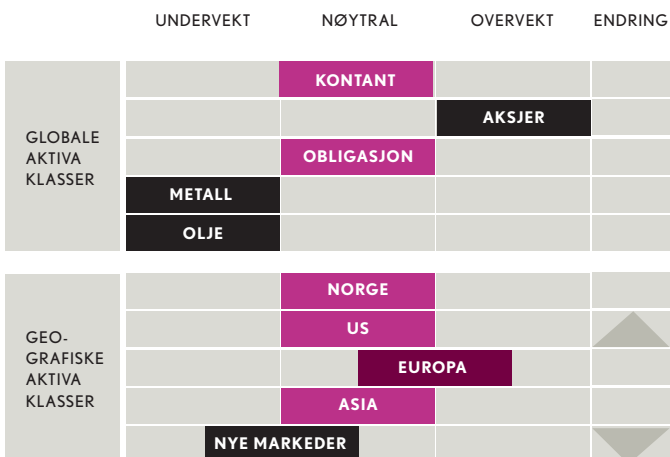 UNDERVEKT NØYTRAL OVERVEKT ENDRING
GLOBALE
AKTIVA
KLASSER
KONTANT
AKSJER
OBLIGASJON
METALL
OLJE
GEO-
GRAFISKE
AKTIVA
KLASSER
NORGE
US
EUROPA
ASIA
NYE MARKEDER